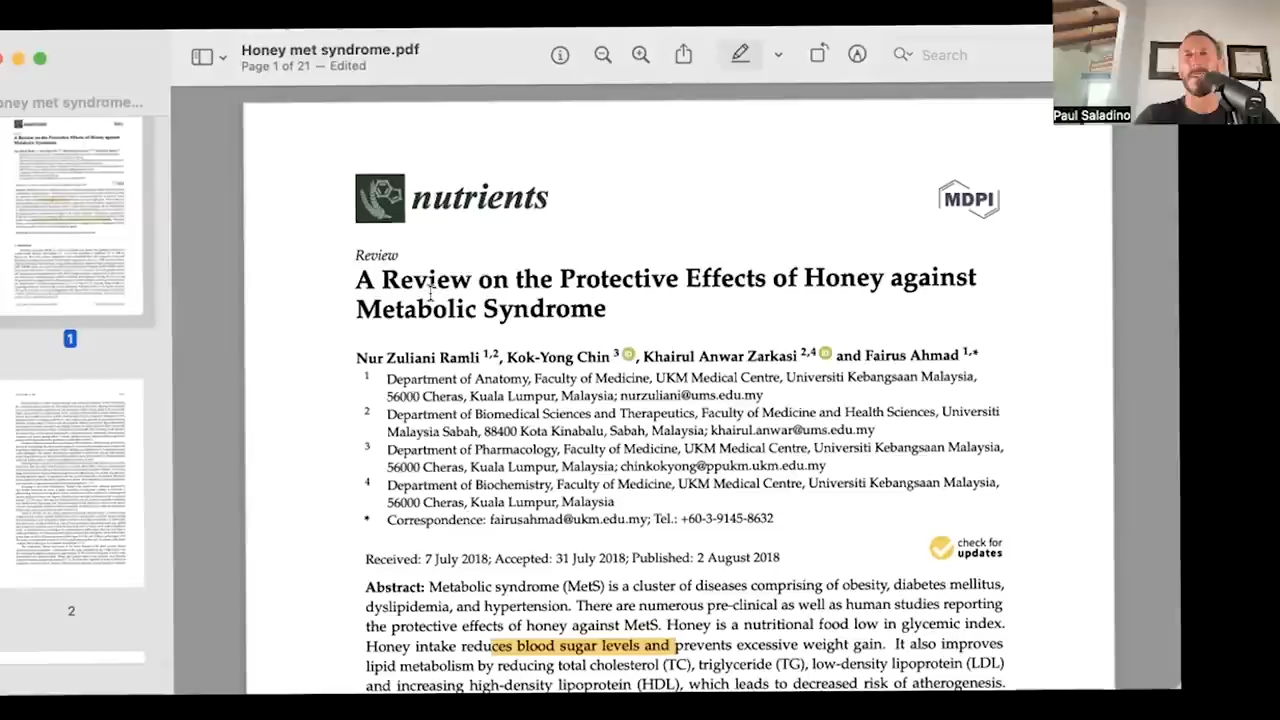 Honey met syndrome.pdf
Page 1 of 21 — Edited
Search
oney met syndrome...
Paul Saladino
nutrients
MDPI
Review
A Review on the Protective Effects of Honey against
Metabolic Syndrome
Nur Zuliani Ramli 1,2, Kok-Yong Chin 3, Khairul Anwar Zarkasi 2,4 and Fairus Ahmad 1,*
1 Department of Anatomy, Faculty of Medicine, UKM Medical Centre, Universiti Kebangsaan Malaysia,
56000 Cheras, Kuala Lumpur, Malaysia; nurzuliani@ums.edu.my
2 Department of Biomedical Sciences and Therapeutics, Faculty of Medicine and Health Sciences, Universiti
Malaysia Sabah, 88400 Kota Kinabalu, Sabah, Malaysia; khairul.anwar@ums.edu.my
3 Department of Pharmacology, Faculty of Medicine, UKM Medical Centre, Universiti Kebangsaan Malaysia,
56000 Cheras, Kuala Lumpur, Malaysia; chinkokyong@ppukm.ukm.edu.my
4 Department of Biochemistry, Faculty of Medicine, UKM Medical Centre, Universiti Kebangsaan Malaysia,
56000 Cheras, Kuala Lumpur, Malaysia
* Correspondence: fairusahmad@ukm.edu.my; Tel.: +60-3-9145-8632
Received: 7 July 2018; Accepted: 31 July 2018; Published: 2 August 2018
check for
updates
Abstract: Metabolic syndrome (MetS) is a cluster of diseases comprising of obesity, diabetes mellitus,
dyslipidemia, and hypertension. There are numerous pre-clinical as well as human studies reporting
the protective effects of honey against MetS. Honey is a nutritional food low in glycemic index.
Honey intake reduces blood sugar levels and prevents excessive weight gain. It also improves
lipid metabolism by reducing total cholesterol (TC), triglyceride (TG), low-density lipoprotein (LDL)
and increasing high-density lipoprotein (HDL), which leads to decreased risk of atherogenesis.
1
2